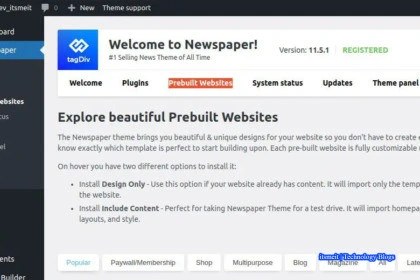 ev_itsmeit 0 + New Theme support
board
paper
ebsites
tus
el
ents
Builder
tagDiv
Welcome to Newspaper!
#1 Selling News Theme of All Time
Version: 11.5.1 REGISTERED
Welcome Plugins Prebuilt Websites System status Updates Theme panel
Explore beautiful Prebuilt Websites
The Newspaper theme brings you beautiful & unique designs for your website so you don't have to create e
know exactly which template is perfect to start building upon. Each pre-built website is fully customizable
On hover you have two different options to install it:
• Install Design Only - Use this option if your website already has content. It will import only the temp
the website.
• Install Include Content - Perfect for taking Newspaper Theme for a test drive. It will import homepa
layouts, and style.
Popular Paywall/Membership Shop Multipurpose Blog Magazine All Late
itsmeit Technology Blogs